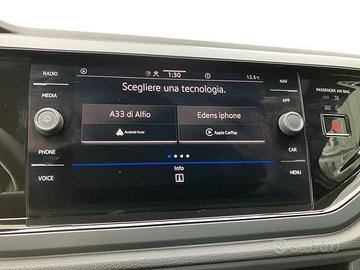 RADIO
MEDIA
PHONE
VOICE
1:30
12.5
Scegliere una tecnologia.
A33 di Alfio
Android Auto
Edens iphone
Apple CarPlay
Info
NAV
APP
CAR
MENU
PASSENGER AIR BAG
subito